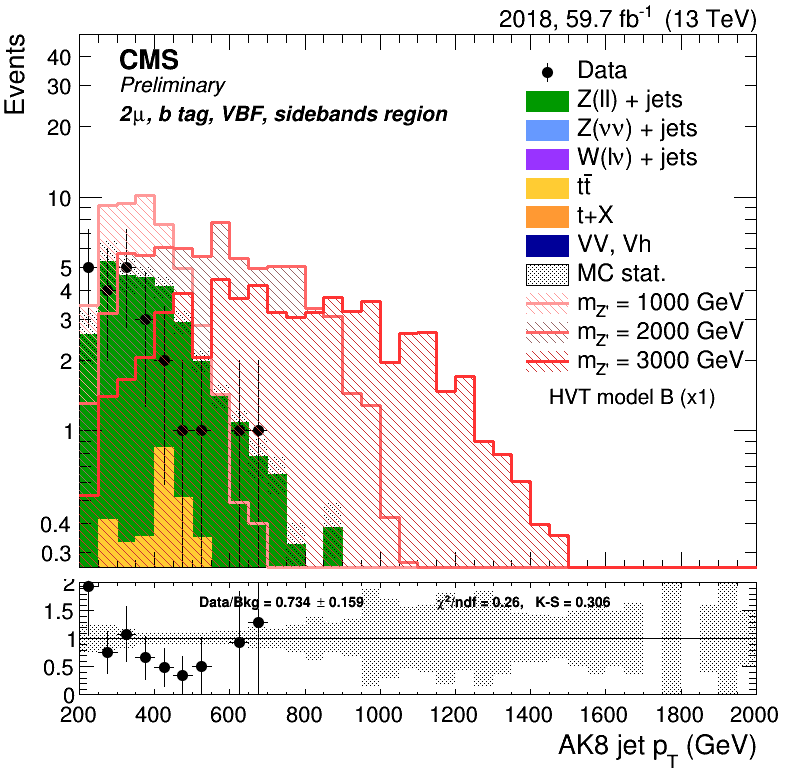 2018, 59.7 fb⁻¹ (13 TeV)
Events
CMS
Preliminary
2μ, b tag, VBF, sidebands region
Data
Z(ll) + jets
Z(νν) + jets
W(lν) + jets
tt̄
t+X
VV, Vh
MC stat.
m_Z' = 1000 GeV
m_Z' = 2000 GeV
m_Z' = 3000 GeV
HVT model B (x1)
40
30
20
10
5
4
3
2
1
0.4
0.3
Data/Bkg = 0.734 ± 0.159 χ²/ndf = 0.26, K-S = 0.306
2
1.5
1
0.5
0
200 400 600 800 1000 1200 1400 1600 1800 2000
AK8 jet p_T (GeV)